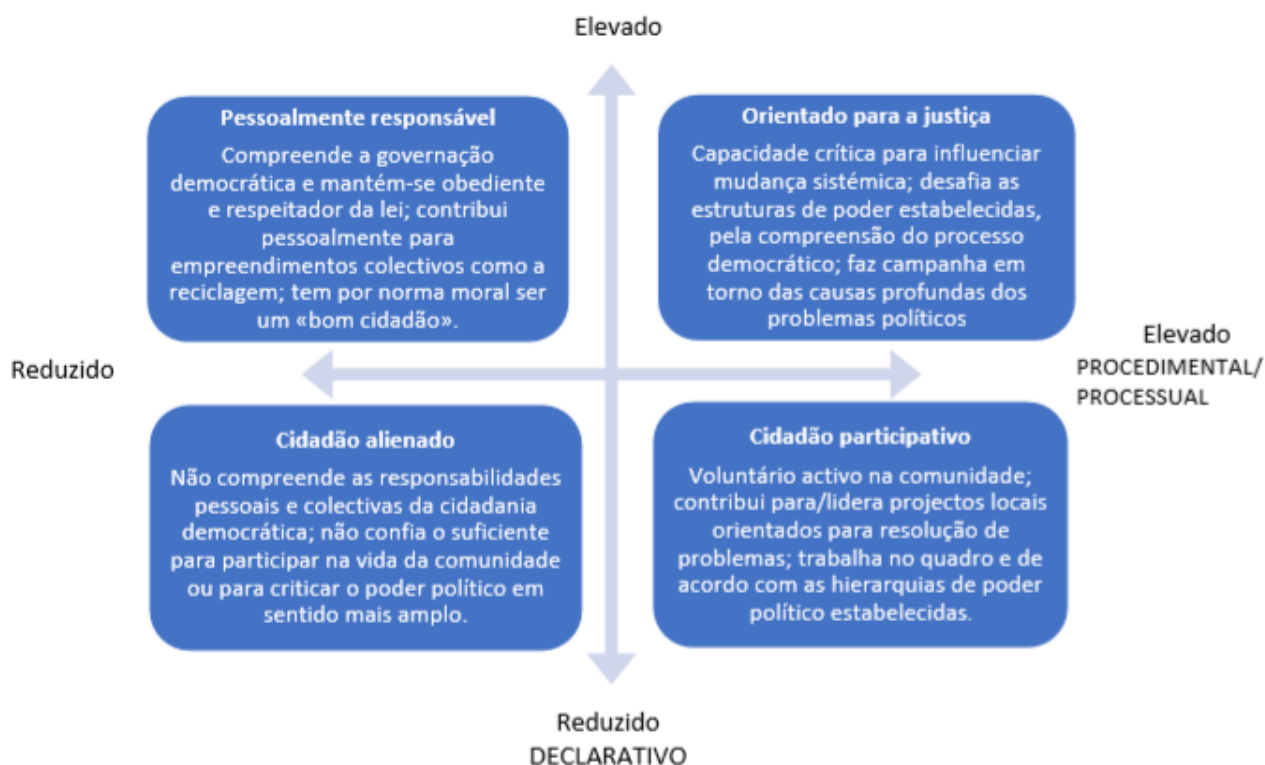 Elevado
Pessoalmente responsável
Compreende a governação
democrática e mantém-se obediente
e respeitador da lei; contribui
pessoalmente para
empreendimentos colectivos como a
reciclagem; tem por norma moral ser
um «bom cidadão».
Orientado para a justiça
Capacidade crítica para influenciar
mudança sistémica; desafia as
estruturas de poder estabelecidas,
pela compreensão do processo
democrático; faz campanha em
torno das causas profundas dos
problemas políticos
Reduzido
Elevado
PROCEDIMENTAL/
PROCESSUAL
Cidadão alienado
Não compreende as responsabilidades
pessoais e colectivas da cidadania
democrática; não confia o suficiente
para participar na vida da comunidade
ou para criticar o poder político em
sentido mais amplo.
Cidadão participativo
Voluntário activo na comunidade;
contribui para/lidera projectos locais
orientados para resolução de
problemas; trabalha no quadro e de
acordo com as hierarquias de poder
político estabelecidas.
Reduzido
DECLARATIVO